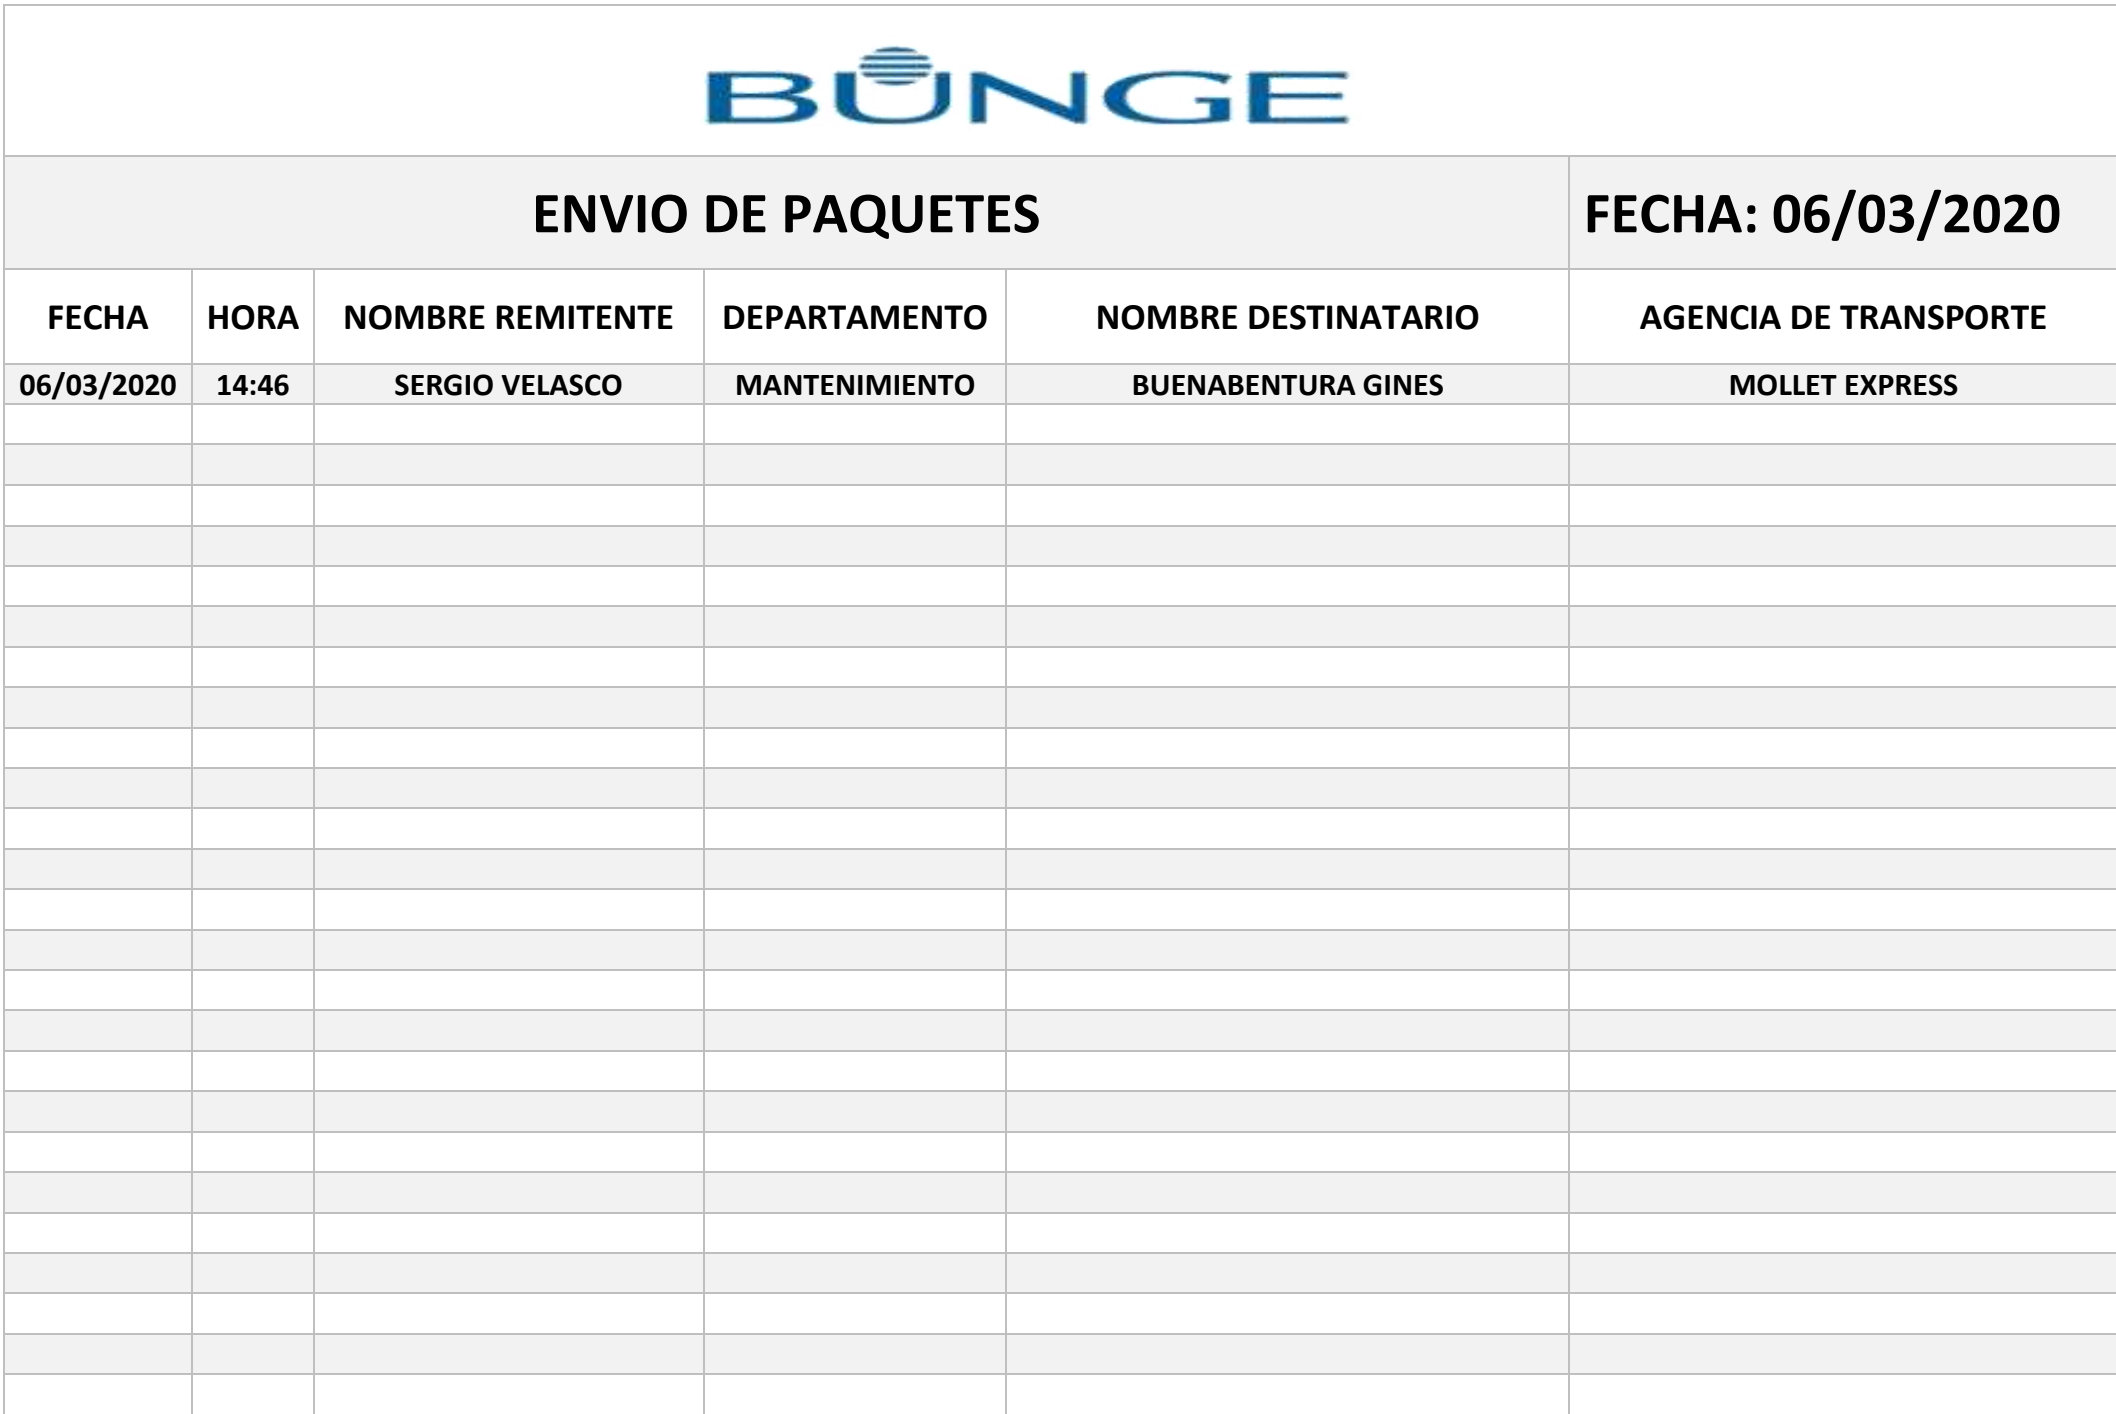 BUNGE
ENVIO DE PAQUETES FECHA: 06/03/2020
FECHA HORA NOMBRE REMITENTE DEPARTAMENTO NOMBRE DESTINATARIO AGENCIA DE TRANSPORTE
06/03/2020 14:46 SERGIO VELASCO MANTENIMIENTO BUENABENTURA GINES MOLLET EXPRESS